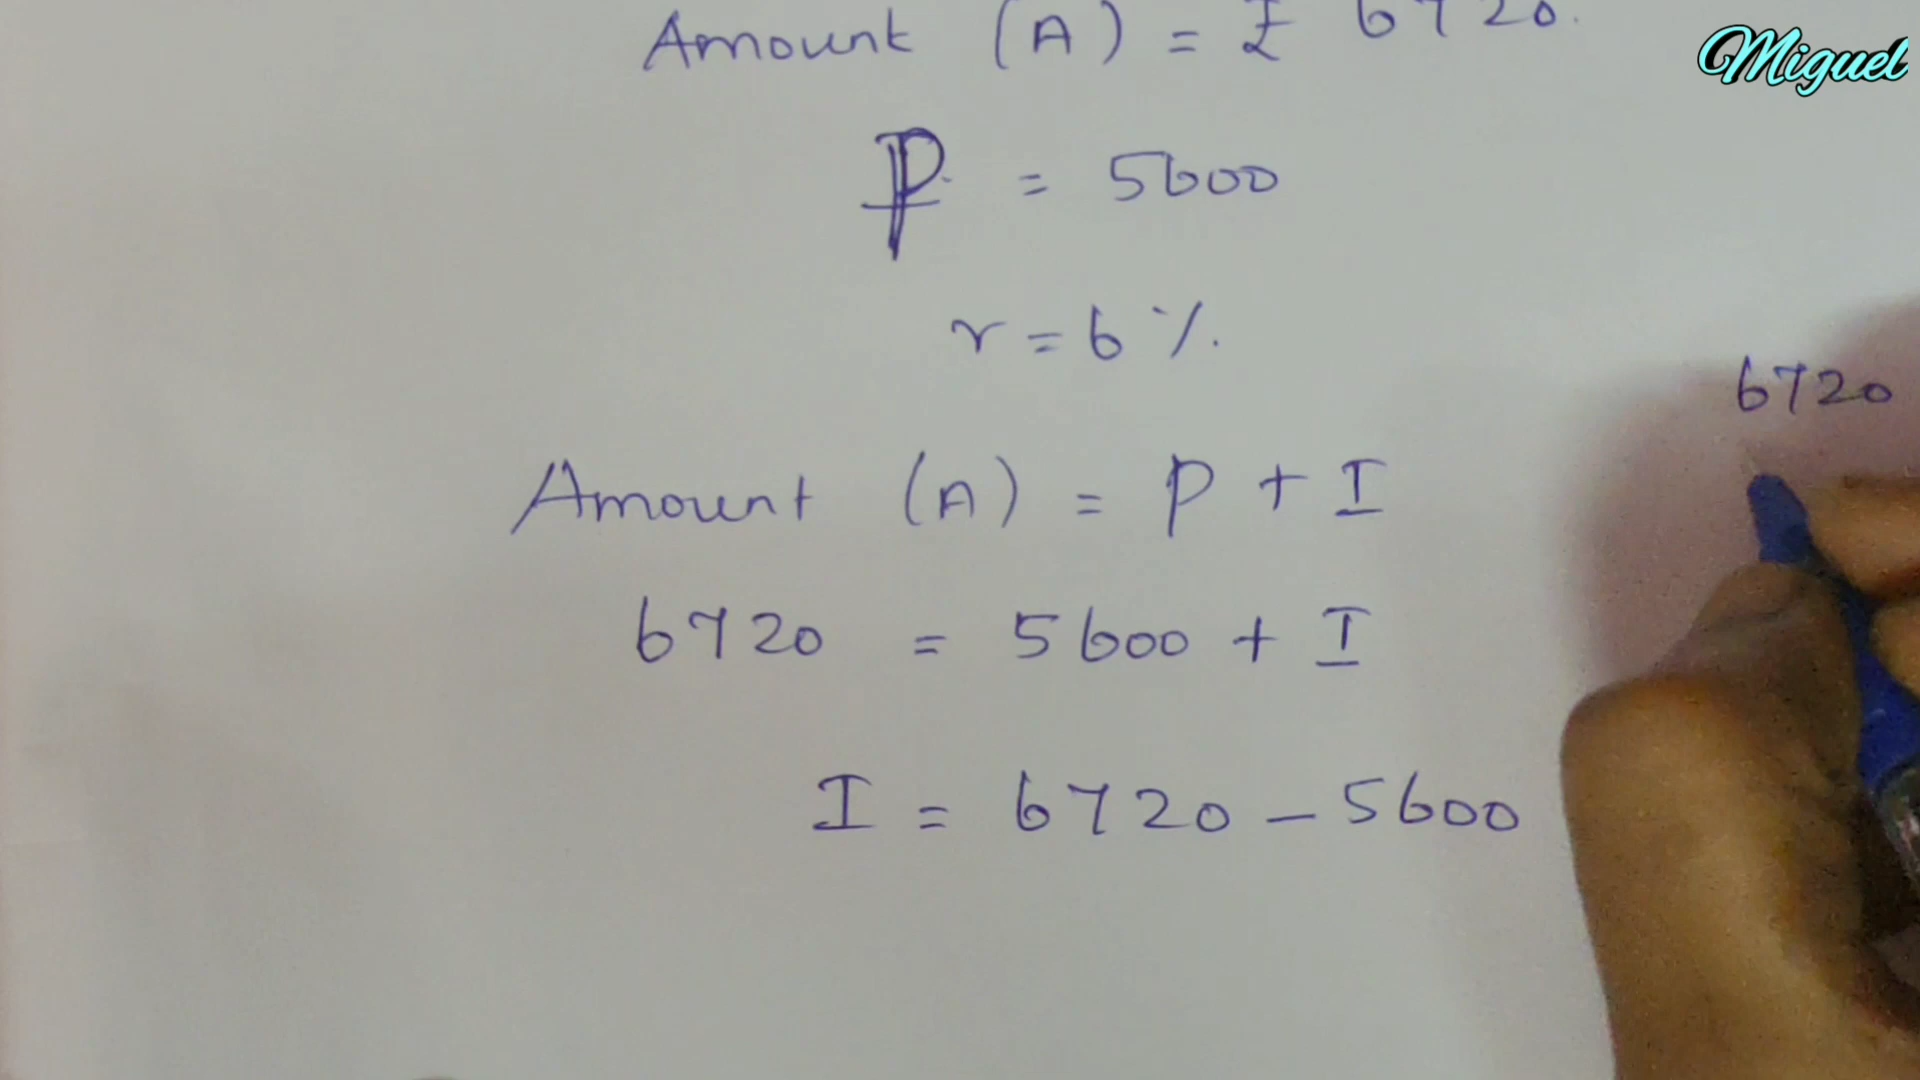 Amount (A) = ₹ 6720.
Miguel
P = 5600
r = 6 %.
6720
Amount (A) = P + I
6720 = 5600 + I
I = 6720 - 5600